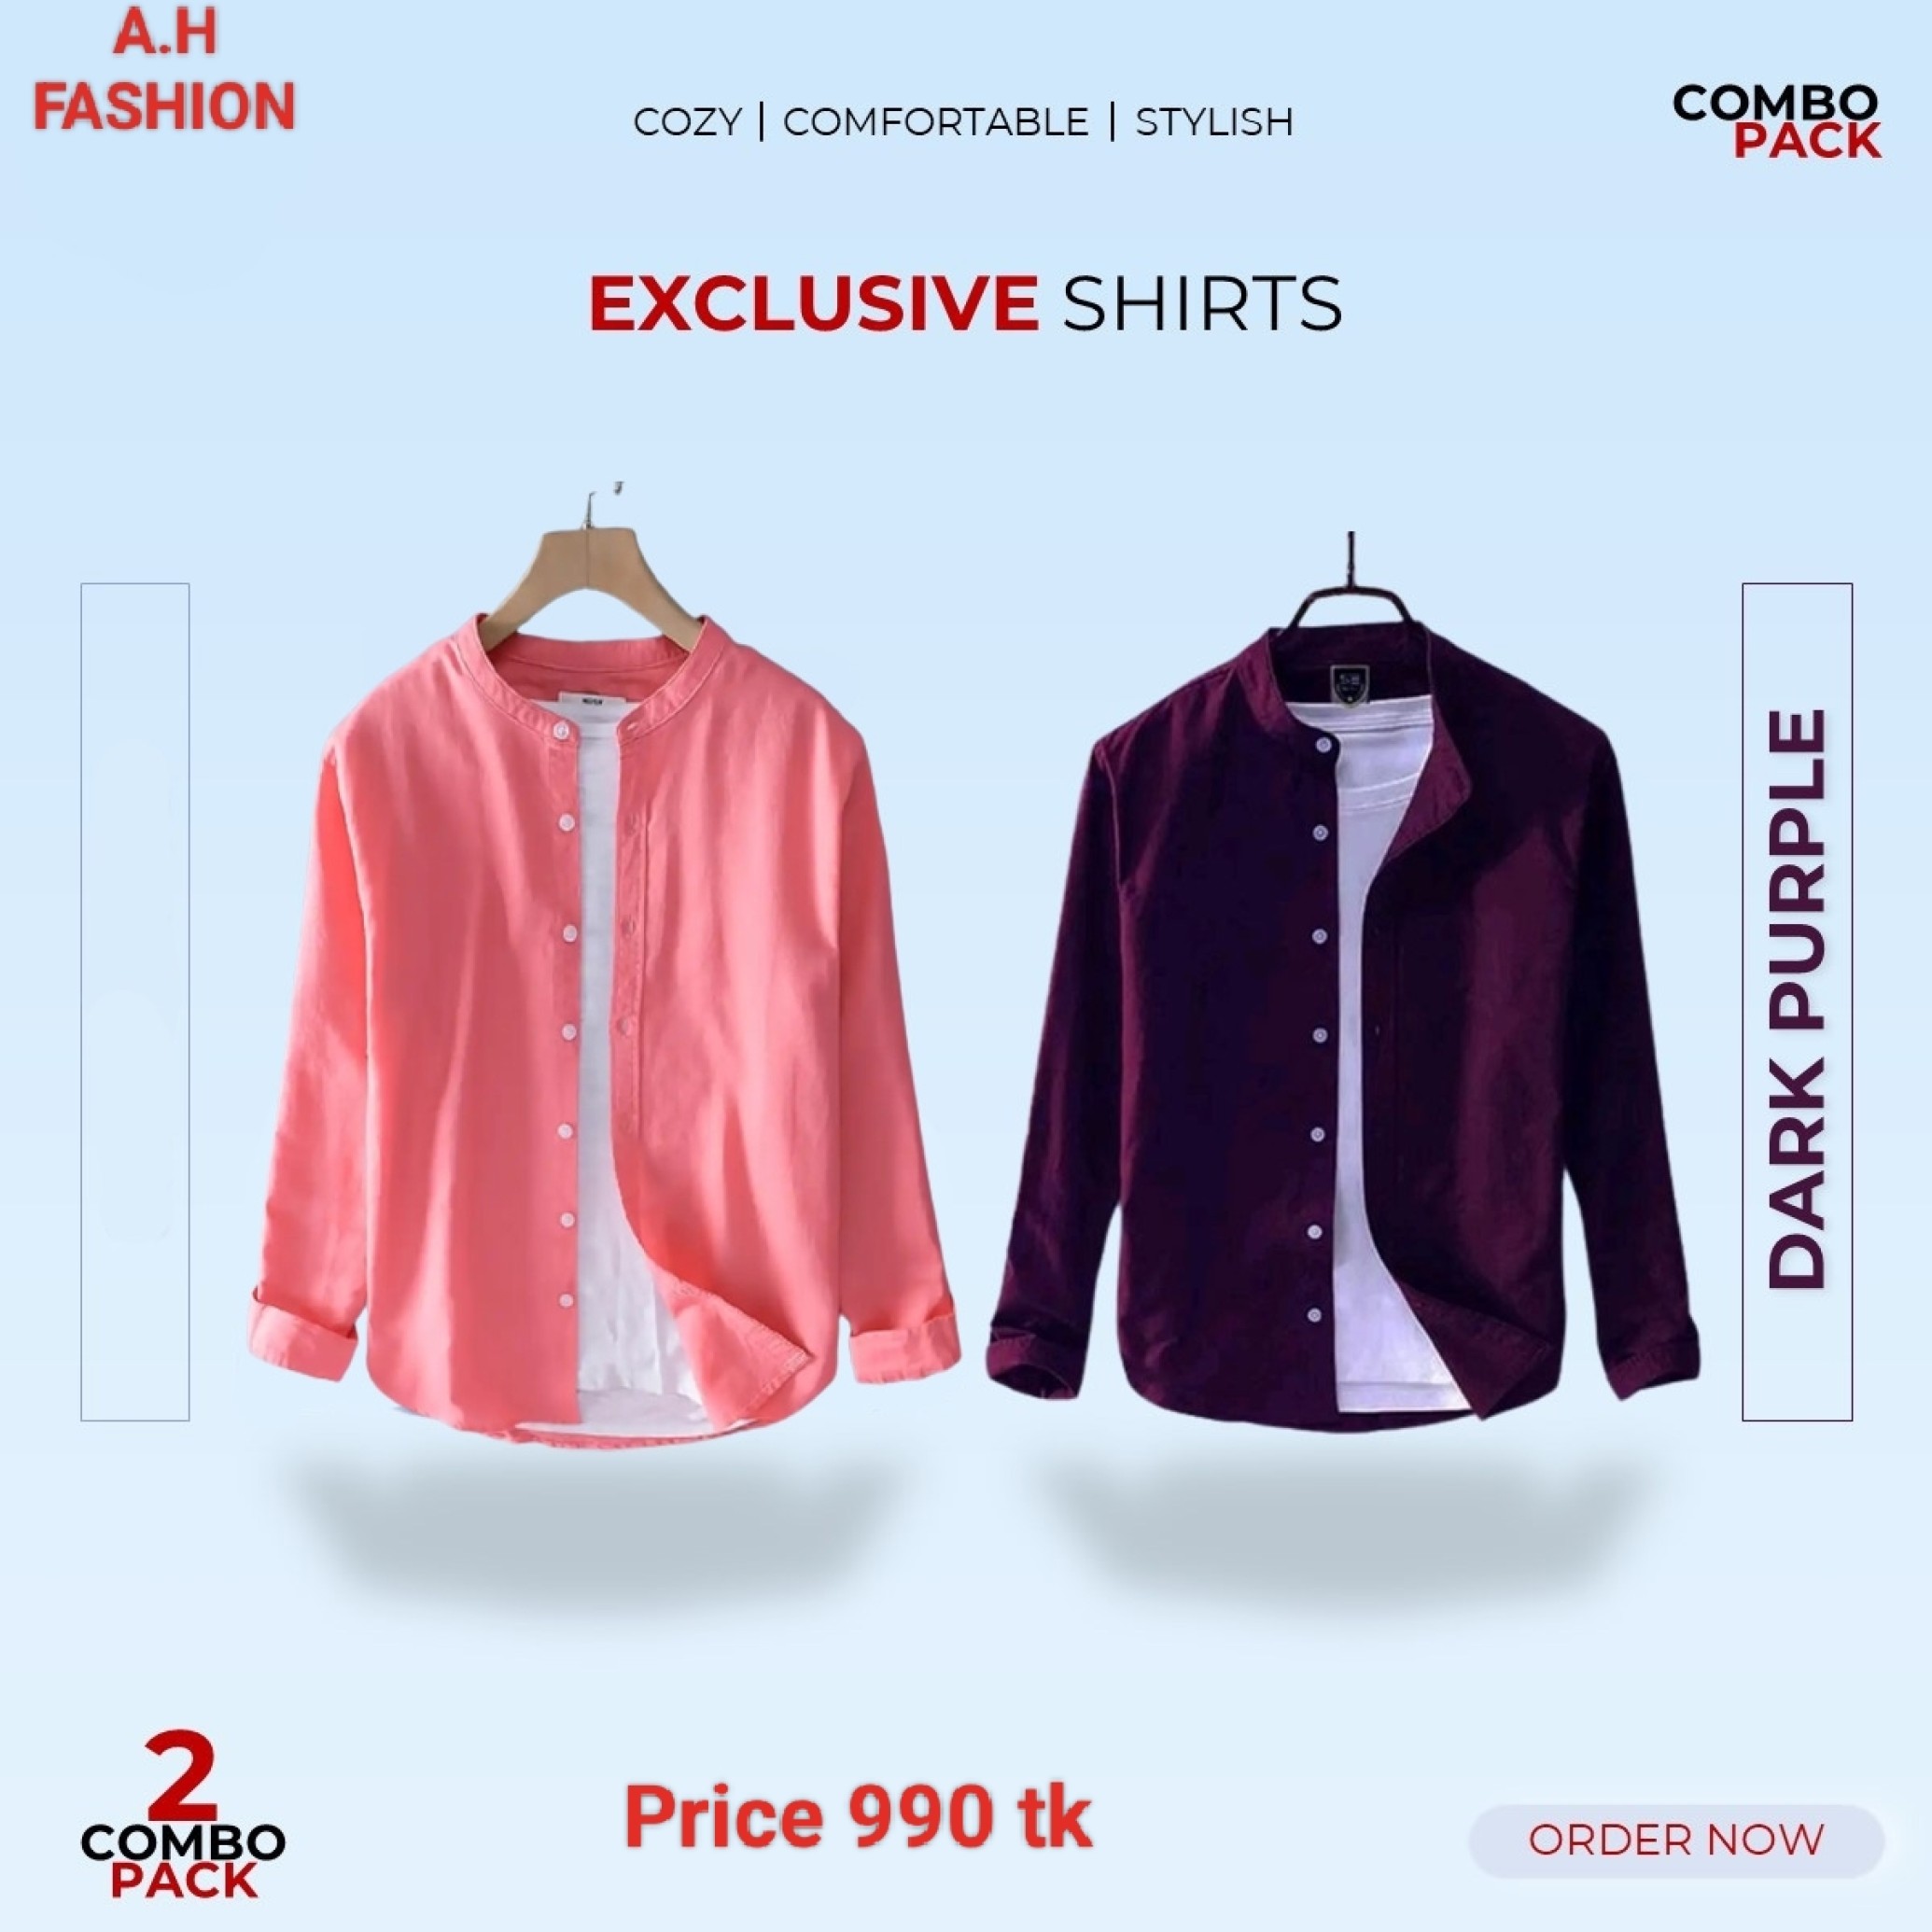 A.H
FASHION
COZY | COMFORTABLE | STYLISH
COMBO
PACK
EXCLUSIVE SHIRTS
DARK PURPLE
2
COMBO
PACK
Price 990 tk
ORDER NOW